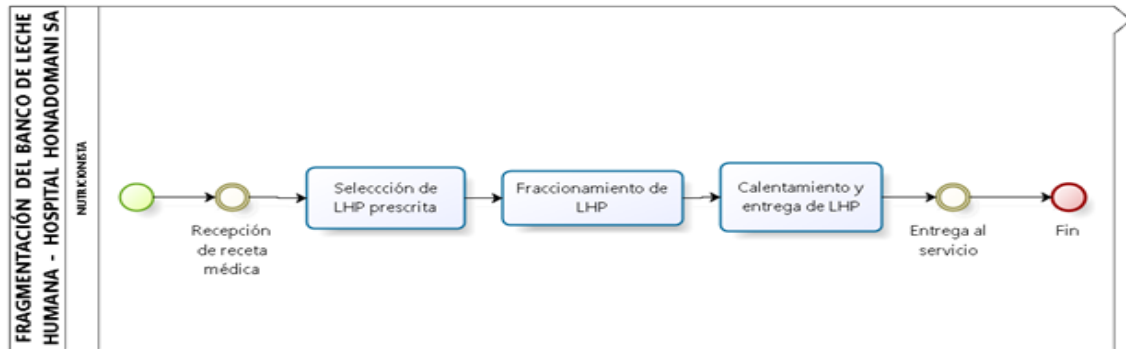 FRAGMENTACIÓN DEL BANCO DE LECHE
HUMANA - HOSPITAL HONADOMANI SA
NUTRICIONISTA
Recepción
de receta
médica
Seleccción de
LHP prescrita
Fraccionamiento de
LHP
Calentamiento y
entrega de LHP
Entrega al
servicio
Fin